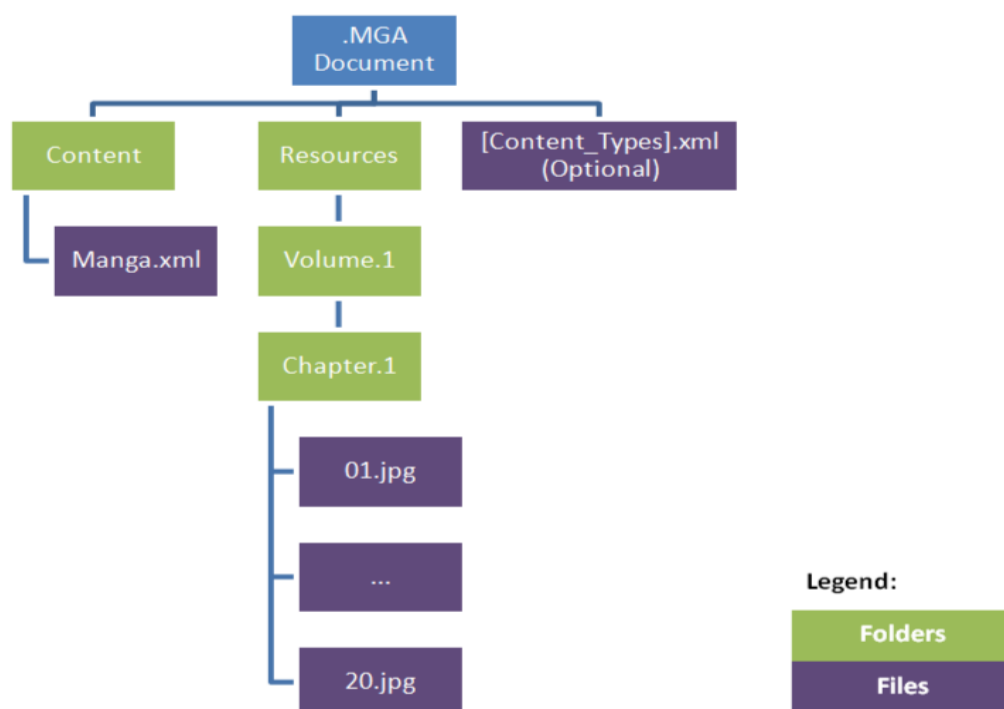 .MGA
Document
Content
Resources
[Content_Types].xml
(Optional)
Manga.xml
Volume.1
Chapter.1
01.jpg
...
20.jpg
Legend:
Folders
Files